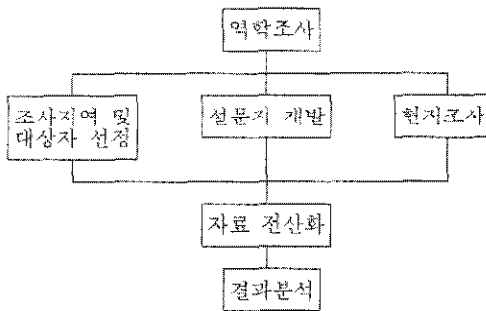 역학조사
조사지역 및
대상자 선정
설문지 개발
현지조사
자료 전산화
결과분석